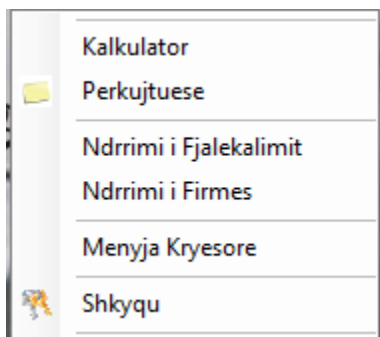 Kalkulator
Perkujtuese
Ndrrimi i Fjalekalimit
Ndrrimi i Firmes
Menyja Kryesore
Shkyqu